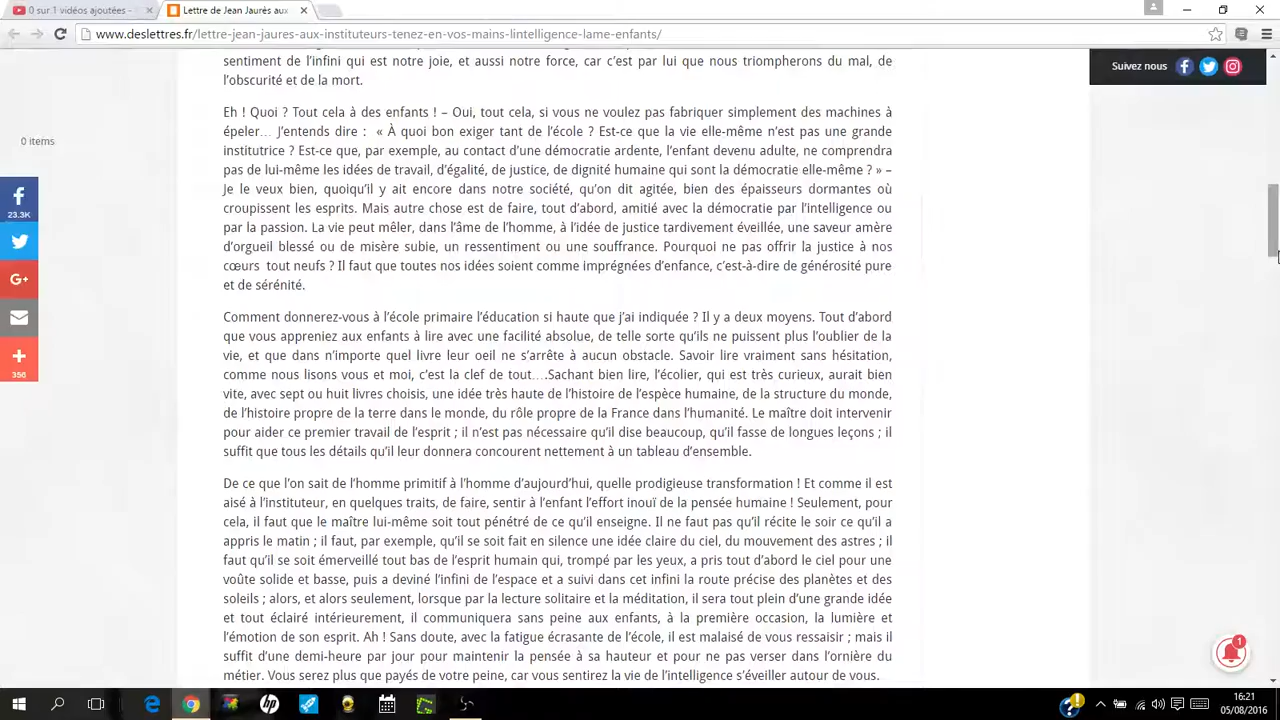 0 sur 1 vidéos ajoutées –
Lettre de Jean Jaurès aux
www.deslettres.fr/lettre-jean-jaures-aux-instituteurs-tenez-en-vos-mains-lintelligence-lame-enfants/
Suivez nous
0 items
23.3K
G+
356
sentiment de l’infini qui est notre joie, et aussi notre force, car c’est par lui que nous triompherons du mal, de
l’obscurité et de la mort.
Eh ! Quoi ? Tout cela à des enfants ! – Oui, tout cela, si vous ne voulez pas fabriquer simplement des machines à
épeler… J’entends dire : « À quoi bon exiger tant de l’école ? Est-ce que la vie elle-même n’est pas une grande
institutrice ? Est-ce que, par exemple, au contact d’une démocratie ardente, l’enfant devenu adulte, ne comprendra
pas de lui-même les idées de travail, d’égalité, de justice, de dignité humaine qui sont la démocratie elle-même ? » –
Je le veux bien, quoiqu’il y ait encore dans notre société, qu’on dit agitée, bien des épaisseurs dormantes où
croupissent les esprits. Mais autre chose est de faire, tout d’abord, amitié avec la démocratie par l’intelligence ou
par la passion. La vie peut mêler, dans l’âme de l’homme, à l’idée de justice tardivement éveillée, une saveur amère
d’orgueil blessé ou de misère subie, un ressentiment ou une souffrance. Pourquoi ne pas offrir la justice à nos
cœurs tout neufs ? Il faut que toutes nos idées soient comme imprégnées d’enfance, c’est-à-dire de générosité pure
et de sérénité.
Comment donnerez-vous à l’école primaire l’éducation si haute que j’ai indiquée ? Il y a deux moyens. Tout d’abord
que vous appreniez aux enfants à lire avec une facilité absolue, de telle sorte qu’ils ne puissent plus l’oublier de la
vie, et que dans n’importe quel livre leur oeil ne s’arrête à aucun obstacle. Savoir lire vraiment sans hésitation,
comme nous lisons vous et moi, c’est la clef de tout….Sachant bien lire, l’écolier, qui est très curieux, aurait bien
vite, avec sept ou huit livres choisis, une idée très haute de l’histoire de l’espèce humaine, de la structure du monde,
de l’histoire propre de la terre dans le monde, du rôle propre de la France dans l’humanité. Le maître doit intervenir
pour aider ce premier travail de l’esprit ; il n’est pas nécessaire qu’il dise beaucoup, qu’il fasse de longues leçons ; il
suffit que tous les détails qu’il leur donnera concourent nettement à un tableau d’ensemble.
De ce que l’on sait de l’homme primitif à l’homme d’aujourd’hui, quelle prodigieuse transformation ! Et comme il est
aisé à l’instituteur, en quelques traits, de faire, sentir à l’enfant l’effort inouï de la pensée humaine ! Seulement, pour
cela, il faut que le maître lui-même soit tout pénétré de ce qu’il enseigne. Il ne faut pas qu’il récite le soir ce qu’il a
appris le matin ; il faut, par exemple, qu’il se soit fait en silence une idée claire du ciel, du mouvement des astres ; il
faut qu’il se soit émerveillé tout bas de l’esprit humain qui, trompé par les yeux, a pris tout d’abord le ciel pour une
voûte solide et basse, puis a deviné l’infini de l’espace et a suivi dans cet infini la route précise des planètes et des
soleils ; alors, et alors seulement, lorsque par la lecture solitaire et la méditation, il sera tout plein d’une grande idée
et tout éclairé intérieurement, il communiquera sans peine aux enfants, à la première occasion, la lumière et
l’émotion de son esprit. Ah ! Sans doute, avec la fatigue écrasante de l’école, il est malaisé de vous ressaisir ; mais il
suffit d’une demi-heure par jour pour maintenir la pensée à sa hauteur et pour ne pas verser dans l’ornière du
métier. Vous serez plus que payés de votre peine, car vous sentirez la vie de l’intelligence s’éveiller autour de vous.
1
16:21
05/08/2016